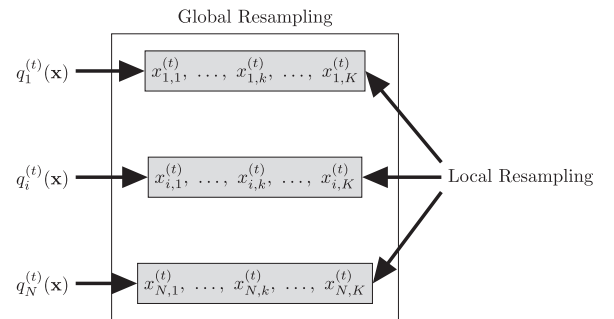 Global Resampling
q_1^{(t)}(x) x_{1,1}^{(t)}, …, x_{1,k}^{(t)}, …, x_{1,K}^{(t)}
q_i^{(t)}(x) x_{i,1}^{(t)}, …, x_{i,k}^{(t)}, …, x_{i,K}^{(t)} Local Resampling
q_N^{(t)}(x) x_{N,1}^{(t)}, …, x_{N,k}^{(t)}, …, x_{N,K}^{(t)}